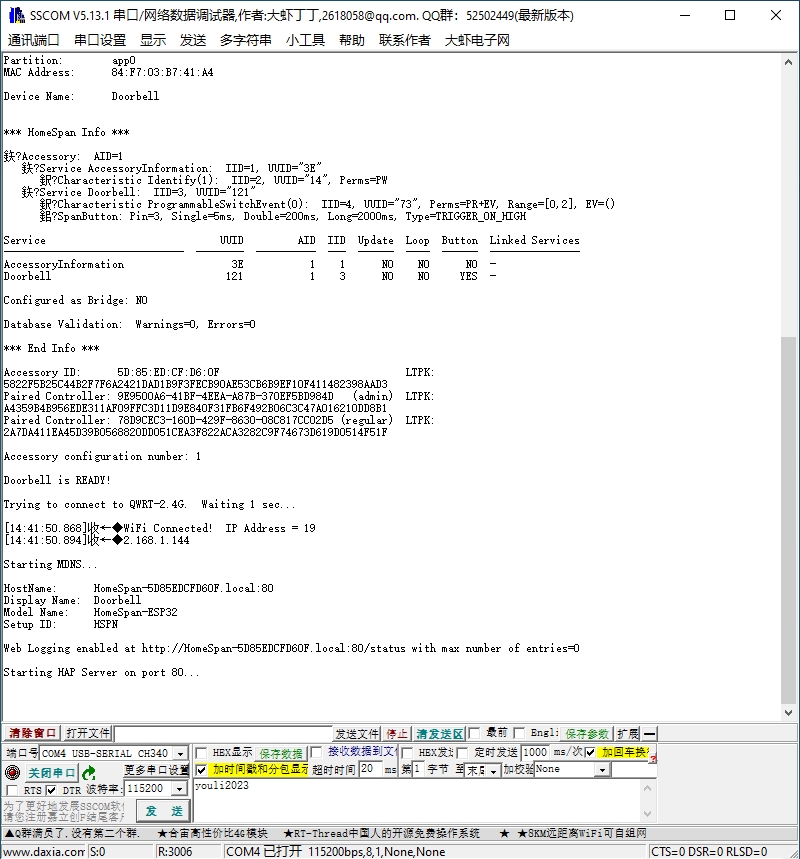 SSCOM V5.13.1 串口/网络数据调试器,作者:大虾丁丁,2618058@qq.com. QQ群：52502449(最新版本)
通讯端口 串口设置 显示 发送 多字符串 小工具 帮助 联系作者 大虾电子网
Partition: app0
MAC Address: 84:F7:03:B7:41:A4
Device Name: Doorbell
*** HomeSpan Info ***
鈇?Accessory: AID=1
鈇?Service AccessoryInformation: IID=1, UUID="3E"
?Characteristic Identify(1): IID=2, UUID="14", Perms=PW
鈇?Service Doorbell: IID=3, UUID="121"
?Characteristic ProgrammableSwitchEvent(0): IID=4, UUID="73", Perms=PR+EV, Range=[0,2], EV=()
?SpanButton: Pin=3, Single=5ms, Double=200ms, Long=2000ms, Type=TRIGGER_ON_HIGH
Service UUID AID IID Update Loop Button Linked Services
AccessoryInformation 3E 1 1 NO NO NO -
Doorbell 121 1 3 NO NO YES -
Configured as Bridge: NO
Database Validation: Warnings=0, Errors=0
*** End Info ***
Accessory ID: 5D:85:ED:CF:D6:0F LTPK:
5822F5B25C44B2F7F6A2421DAD1B9F3FECB90AE53CB6B9EF10F411482398AAD3
Paired Controller: 9E9500A6-41BF-4EEA-A87B-370EF5BD984D (admin) LTPK:
A4359B4B956EDE311AF09FFC3D11D9E840F31FB6F492B06C3C47A016210DD8B1
Paired Controller: 78D9CEC3-160D-429F-8630-08C817CC02D5 (regular) LTPK:
2A7DA411EA45D39B0568820DD051CEA3F822ACA3282C9F74673D619D0514F51F
Accessory configuration number: 1
Doorbell is READY!
Trying to connect to QWRT-2.4G. Waiting 1 sec...
[14:41:50.868]收←◆WiFi Connected! IP Address = 19
[14:41:50.894]收←◆2.168.1.144
Starting MDNS...
HostName: HomeSpan-5D85EDCFD60F.local:80
Display Name: Doorbell
Model Name: HomeSpan-ESP32
Setup ID: HSPN
Web Logging enabled at http://HomeSpan-5D85EDCFD60F.local:80/status with max number of entries=0
Starting HAP Server on port 80...
清除窗口 打开文件 发送文件 停止 清发送区 最前 Engli 保存参数 扩展 —
端口号 COM4 USB-SERIAL CH340 HEX显示 保存数据 接收数据到文件 HEX发送 定时发送 1000 ms/次 加回车换行
关闭串口 更多串口设置 加时间戳和分包显示 超时时间 20 ms 第1 字节 至 末尾 加校验 None
RTS DTR 波特率: 115200 youli2023
为了更好地发展SSCOM软件
请您注册嘉立创F结尾客户
发 送
▲Q群满员了,没有第二个群. ★合宙高性价比4G模块 ★RT-Thread中国人的开源免费操作系统 ★ ★8KM远距离WiFi可自组网
www.daxia.com S:0 R:3006 COM4 已打开 115200bps,8,1,None,None CTS=0 DSR=0 RLSD=0